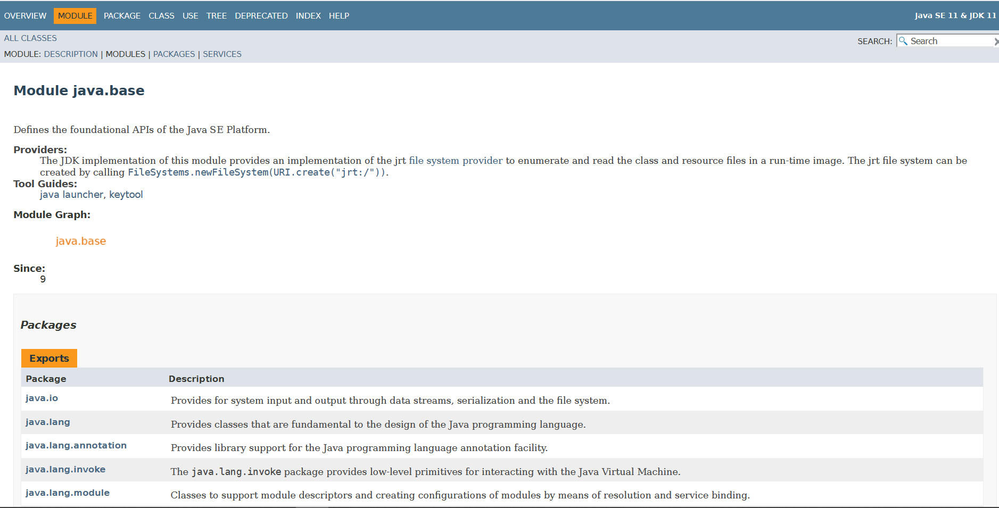 OVERVIEW MODULE PACKAGE CLASS USE TREE DEPRECATED INDEX HELP
Java SE 11 & JDK 11
ALL CLASSES
SEARCH: Search
MODULE: DESCRIPTION | MODULES | PACKAGES | SERVICES
Module java.base
Defines the foundational APIs of the Java SE Platform.
Providers:
The JDK implementation of this module provides an implementation of the jrt file system provider to enumerate and read the class and resource files in a run-time image. The jrt file system can be
created by calling FileSystems.newFileSystem(URI.create("jrt:/")).
Tool Guides:
java launcher, keytool
Module Graph:
java.base
Since:
9
Packages
Exports
Package Description
java.io Provides for system input and output through data streams, serialization and the file system.
java.lang Provides classes that are fundamental to the design of the Java programming language.
java.lang.annotation Provides library support for the Java programming language annotation facility.
java.lang.invoke The java.lang.invoke package provides low-level primitives for interacting with the Java Virtual Machine.
java.lang.module Classes to support module descriptors and creating configurations of modules by means of resolution and service binding.